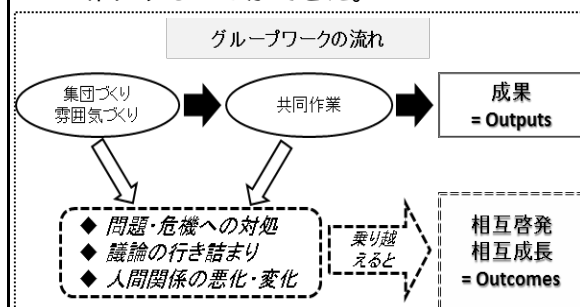 グループワークの流れ
集団づくり
雰囲気づくり
共同作業
成果
= Outputs
◆ 問題・危機への対処
◆ 議論の行き詰まり
◆ 人間関係の悪化・変化
乗り越
えると
相互啓発
相互成長
= Outcomes